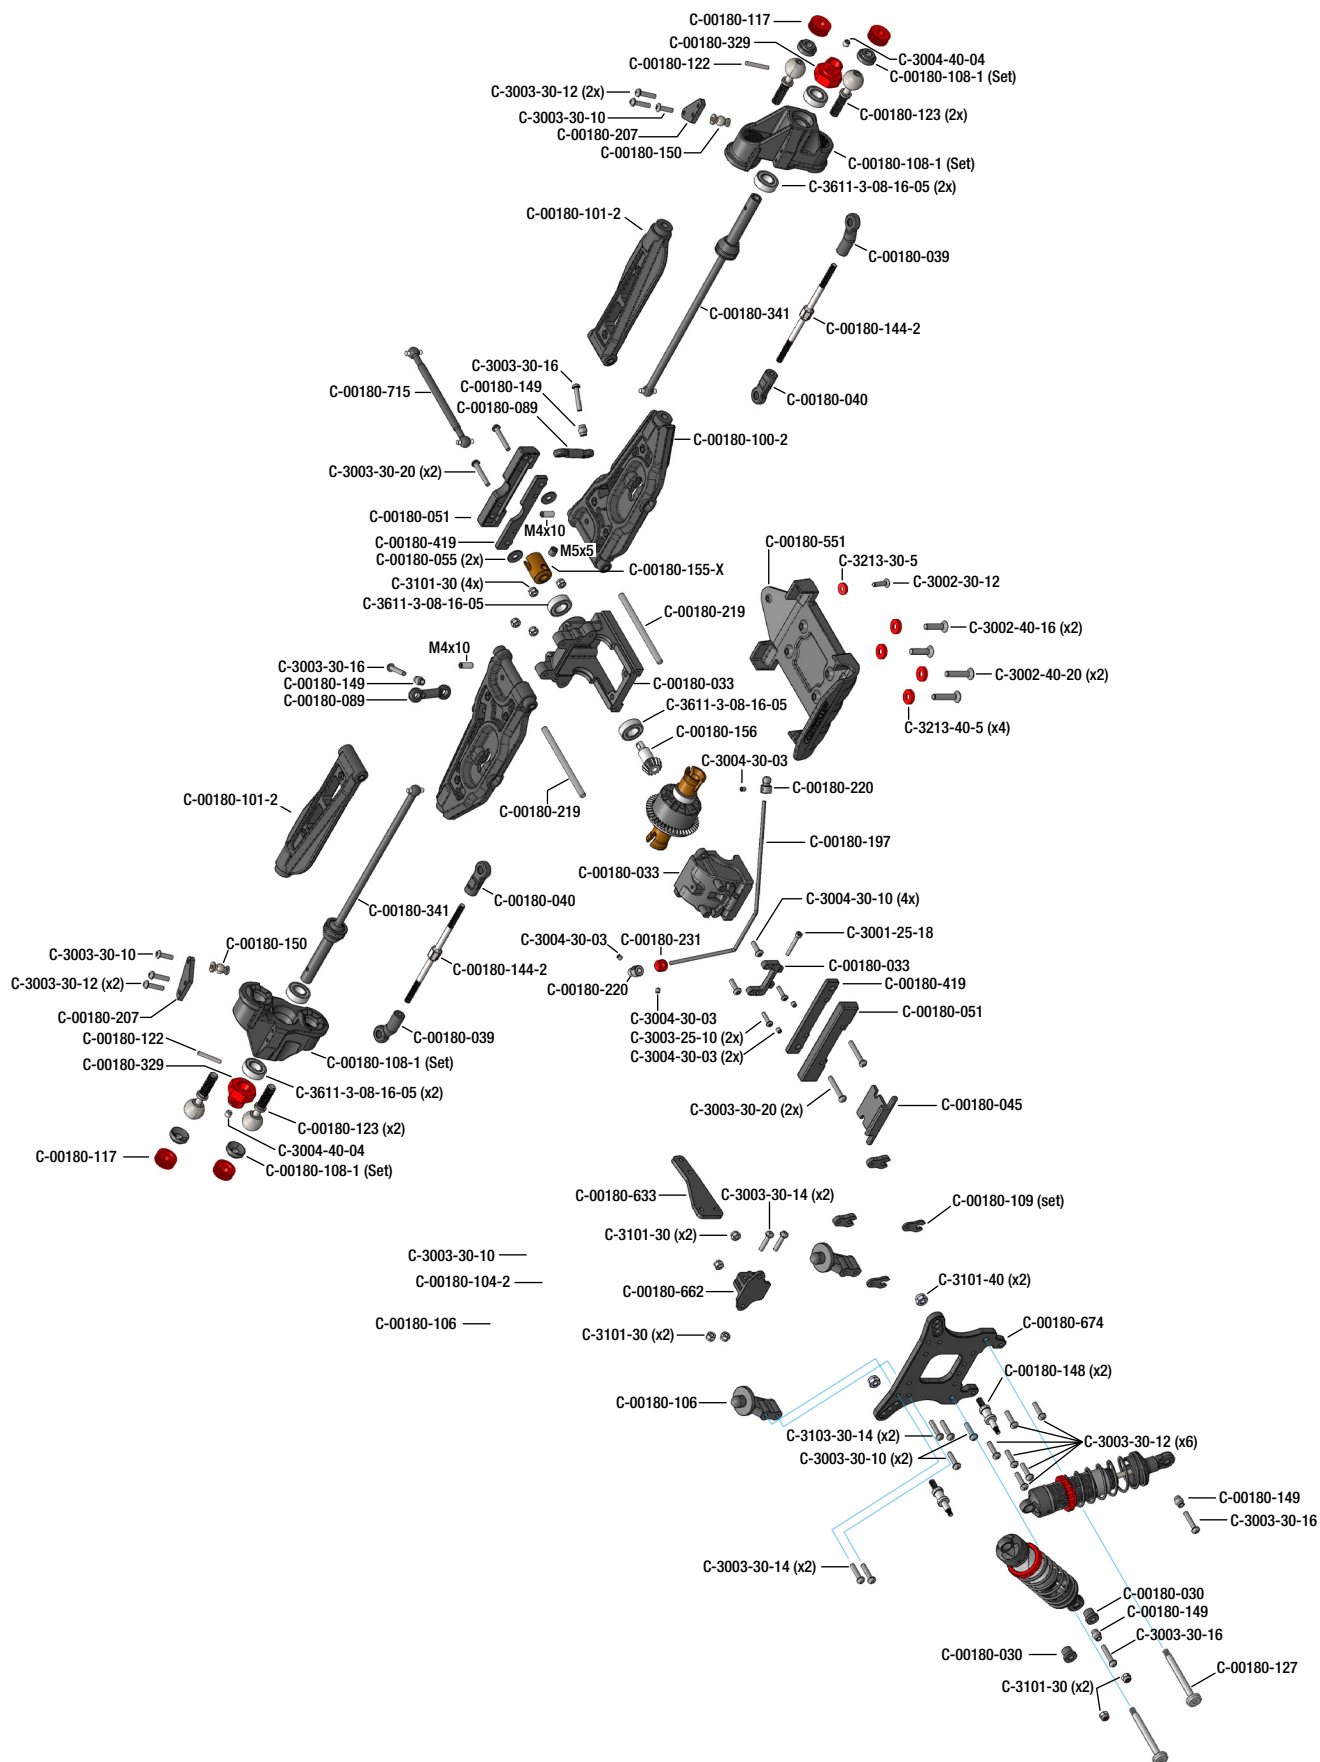 C-00180-117
C-00180-329
C-00180-122
C-3004-40-04
C-00180-108-1 (Set)
C-3003-30-12 (2x)
C-3003-30-10
C-00180-207
C-00180-150
C-00180-123 (2x)
C-00180-108-1 (Set)
C-3611-3-08-16-05 (2x)
C-00180-101-2
C-00180-039
C-00180-341
C-00180-144-2
C-3003-30-16
C-00180-149
C-00180-089
C-00180-715
C-00180-040
C-00180-100-2
C-3003-30-20 (x2)
C-00180-051
M4x10
C-00180-419
M5x5
C-00180-055 (2x)
C-00180-155-X
C-3101-30 (4x)
C-3611-3-08-16-05
C-00180-551
C-3213-30-5
C-3002-30-12
C-00180-219
C-3002-40-16 (x2)
M4x10
C-3003-30-16
C-00180-149
C-00180-089
C-00180-033
C-3002-40-20 (x2)
C-3611-3-08-16-05
C-00180-156
C-3213-40-5 (x4)
C-3004-30-03
C-00180-220
C-00180-101-2
C-00180-219
C-00180-197
C-00180-033
C-00180-040
C-3004-30-10 (4x)
C-00180-341
C-3001-25-18
C-3003-30-10
C-00180-150
C-3004-30-03
C-00180-231
C-00180-144-2
C-00180-033
C-3003-30-12 (x2)
C-00180-220
C-00180-419
C-00180-207
C-00180-051
C-3004-30-03
C-00180-122
C-00180-039
C-3003-25-10 (2x)
C-00180-329
C-00180-108-1 (Set)
C-3004-30-03 (2x)
C-3611-3-08-16-05 (x2)
C-3003-30-20 (2x)
C-00180-045
C-00180-123 (x2)
C-3004-40-04
C-00180-117
C-00180-108-1 (Set)
C-00180-633
C-3003-30-14 (x2)
C-00180-109 (set)
C-3101-30 (x2)
C-3003-30-10
C-00180-104-2
C-00180-662
C-3101-40 (x2)
C-00180-106
C-3101-30 (x2)
C-00180-674
C-00180-148 (x2)
C-00180-106
C-3103-30-14 (x2)
C-3003-30-10 (x2)
C-3003-30-12 (x6)
C-00180-149
C-3003-30-16
C-3003-30-14 (x2)
C-00180-030
C-00180-149
C-3003-30-16
C-00180-030
C-00180-127
C-3101-30 (x2)